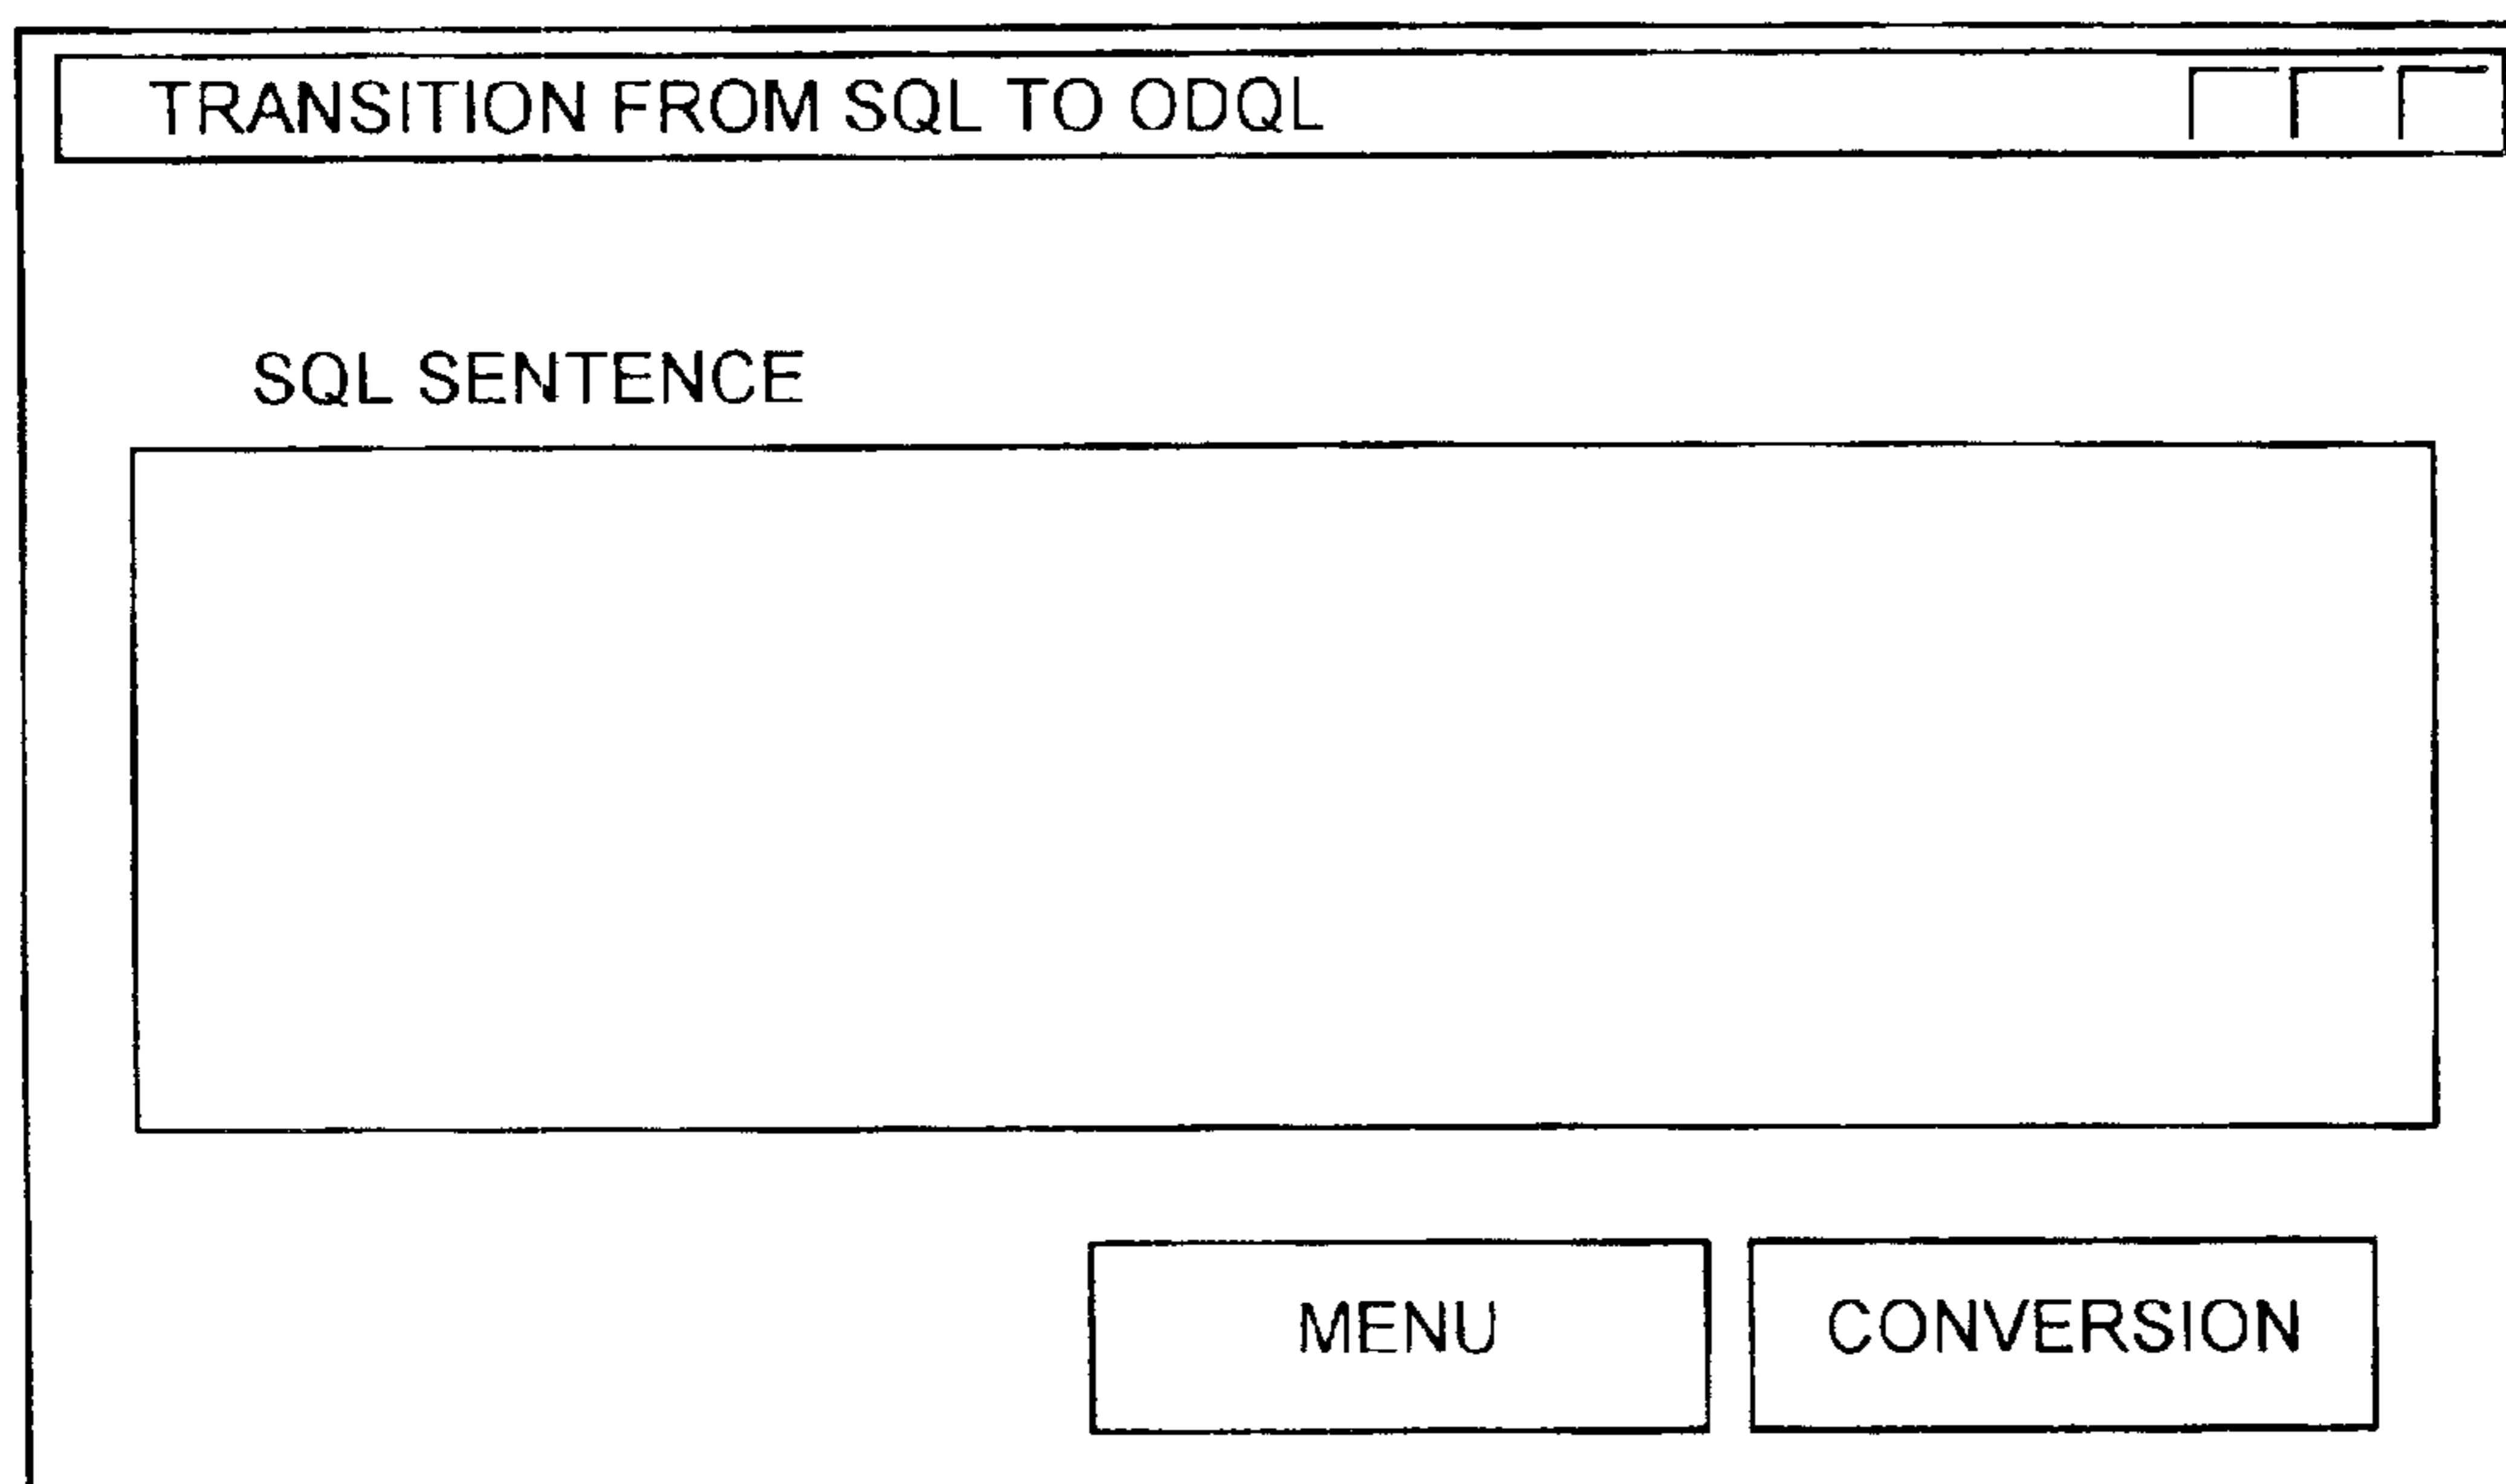 TRANSITION FROM SQL TO ODQL
SQL SENTENCE
MENU CONVERSION